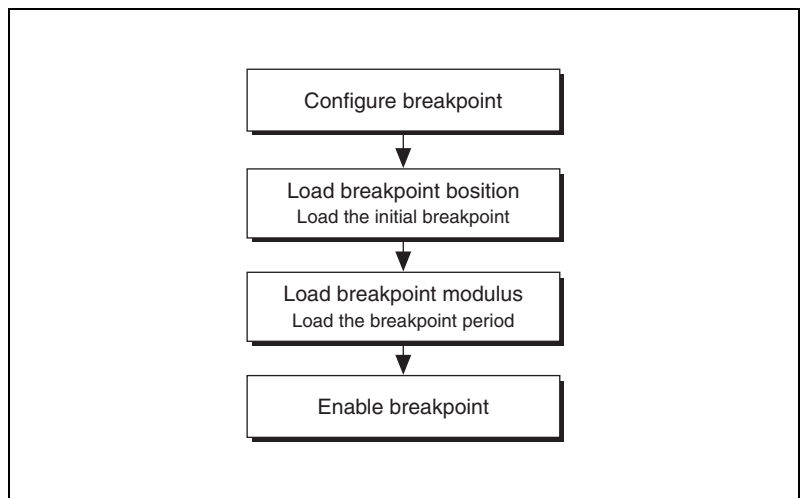 Configure breakpoint
Load breakpoint bosition
Load the initial breakpoint
Load breakpoint modulus
Load the breakpoint period
Enable breakpoint